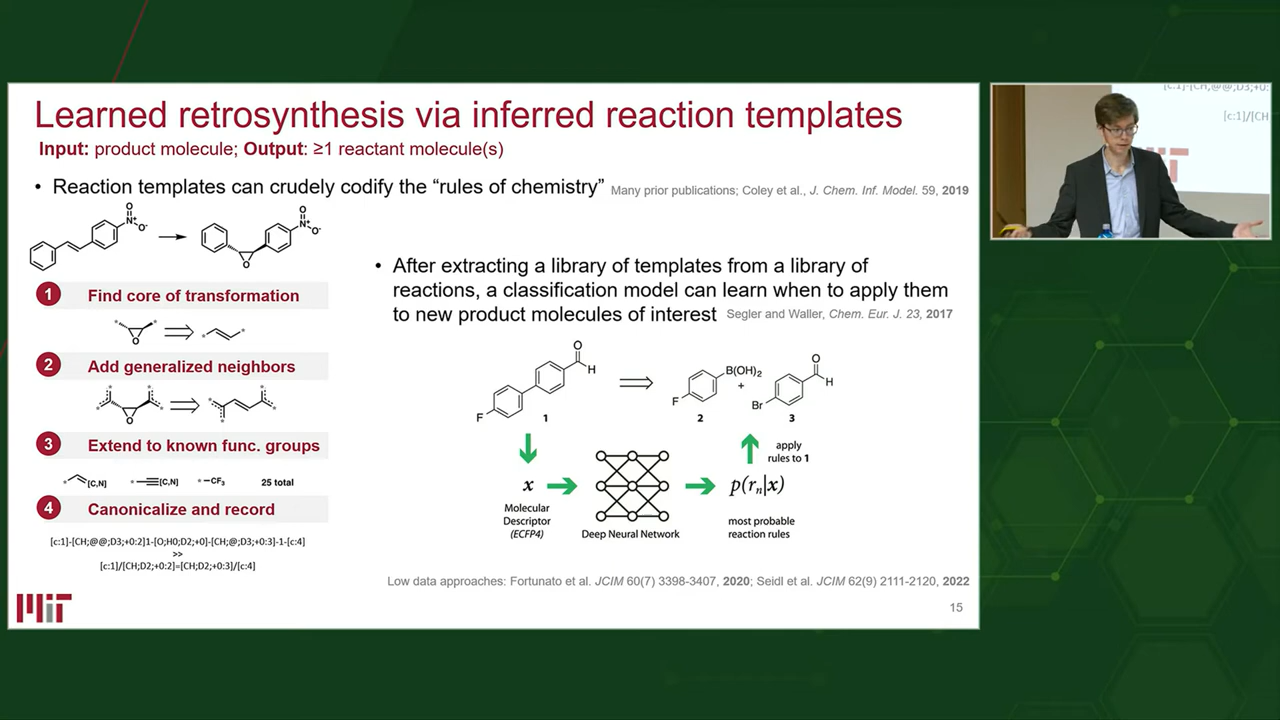 Learned retrosynthesis via inferred reaction templates
Input: product molecule; Output: ≥1 reactant molecule(s)
• Reaction templates can crudely codify the “rules of chemistry” Many prior publications; Coley et al., J. Chem. Inf. Model. 59, 2019
O
N+
O-
O
N+
O-
O
1 Find core of transformation
* * O * *
2 Add generalized neighbors
* * * * O * * * *
3 Extend to known func. groups
* [C,N] * [C,N] * CF3 25 total
4 Canonicalize and record
[c:1]-[CH;@@;D3;+0:2]1-[O;H0;D2;+0]-[CH;@;D3;+0:3]-1-[c:4]
>>
[c:1]/[CH;D2;+0:2]=[CH;D2;+0:3]/[c:4]
• After extracting a library of templates from a library of
reactions, a classification model can learn when to apply them
to new product molecules of interest Segler and Waller, Chem. Eur. J. 23, 2017
O
H
F
1
B(OH)2
F
2
+
O
H
Br
3
apply
rules to 1
x
p(rn|x)
Molecular
Descriptor
(ECFP4)
Deep Neural Network
most probable
reaction rules
Low data approaches: Fortunato et al. JCIM 60(7) 3398-3407, 2020; Seidl et al. JCIM 62(9) 2111-2120, 2022
MIT
15
[c:1]-[CH;@@;D3;+0:
[c:1]/[CH